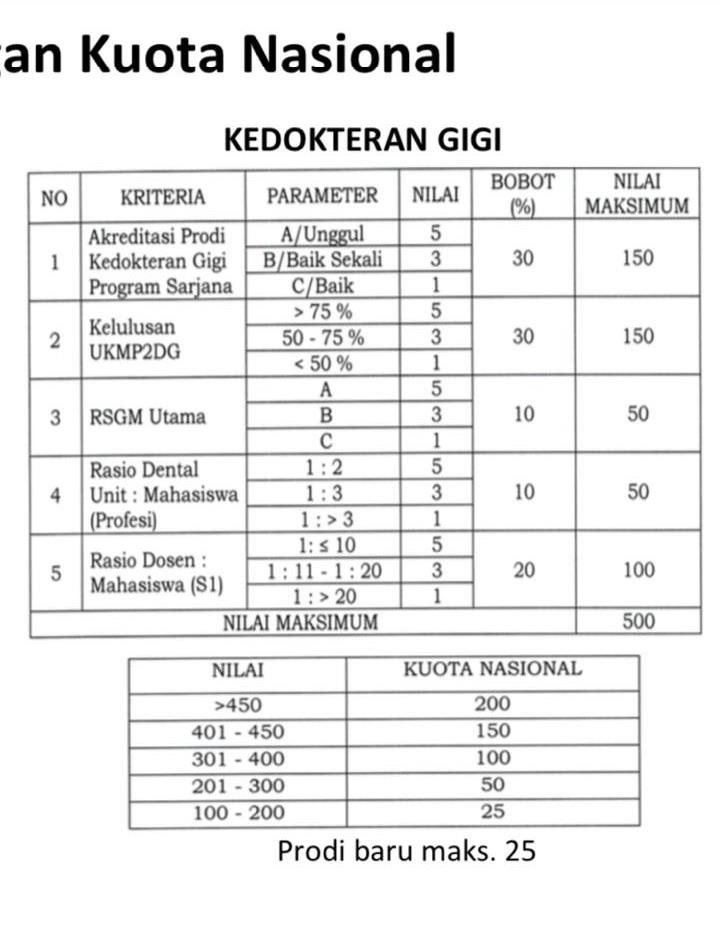 an Kuota Nasional
KEDOKTERAN GIGI
NO KRITERIA PARAMETER NILAI BOBOT (%) NILAI MAKSIMUM
1 Akreditasi Prodi Kedokteran Gigi Program Sarjana A/Unggul 5 30 150
B/Baik Sekali 3
C/Baik 1
2 Kelulusan UKMP2DG > 75 % 5 30 150
50 - 75 % 3
< 50 % 1
3 RSGM Utama A 5 10 50
B 3
C 1
4 Rasio Dental Unit : Mahasiswa (Profesi) 1 : 2 5 10 50
1 : 3 3
1 : > 3 1
5 Rasio Dosen : Mahasiswa (S1) 1: ≤ 10 5 20 100
1 : 11 - 1 : 20 3
1 : > 20 1
NILAI MAKSIMUM 500
NILAI KUOTA NASIONAL
>450 200
401 - 450 150
301 - 400 100
201 - 300 50
100 - 200 25
Prodi baru maks. 25